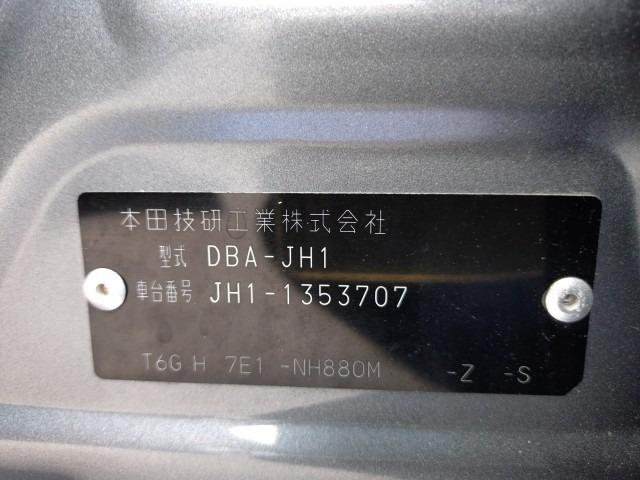 本田技研工業株式会社
型式 DBA-JH1
車台番号 JH1-1353707
T6G H 7E1 -NH880M -Z -S